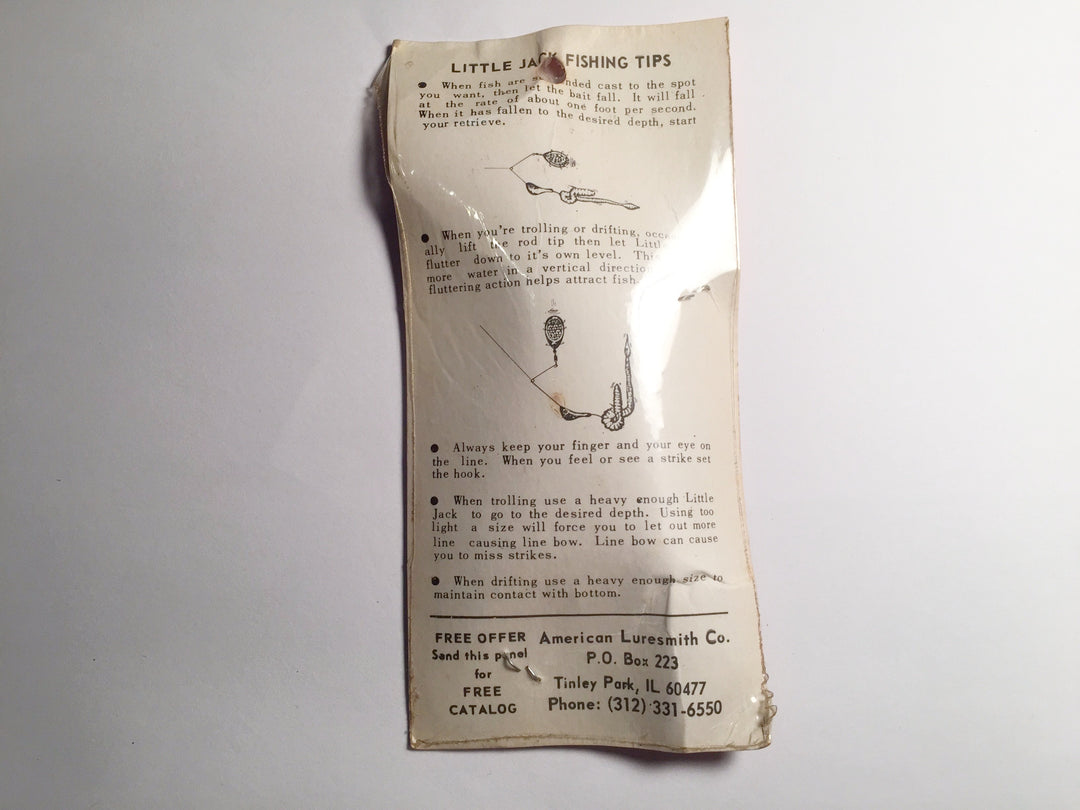 LITTLE JACK FISHING TIPS
● When fish are cast to the spot
you want, then let the bait fall. It will fall
at the rate of about one foot per second.
When it has fallen to the desired depth, start
your retrieve.
● When you're trolling or drifting,
ally lift the rod tip then let
flutter down to it's own level.
more water in a vertical
fluttering action helps attract fish.
● Always keep your finger and your eye on
the line. When you feel or see a strike set
the hook.
● When trolling use a heavy enough Little
Jack to go to the desired depth. Using too
light a size will force you to let out more
line causing line bow. Line bow can cause
you to miss strikes.
● When drifting use a heavy enough size to
maintain contact with bottom.
FREE OFFER
Send this panel
for
FREE
CATALOG
American Luresmith Co.
P.O. Box 223
Tinley Park, IL 60477
Phone: (312) 331-6550